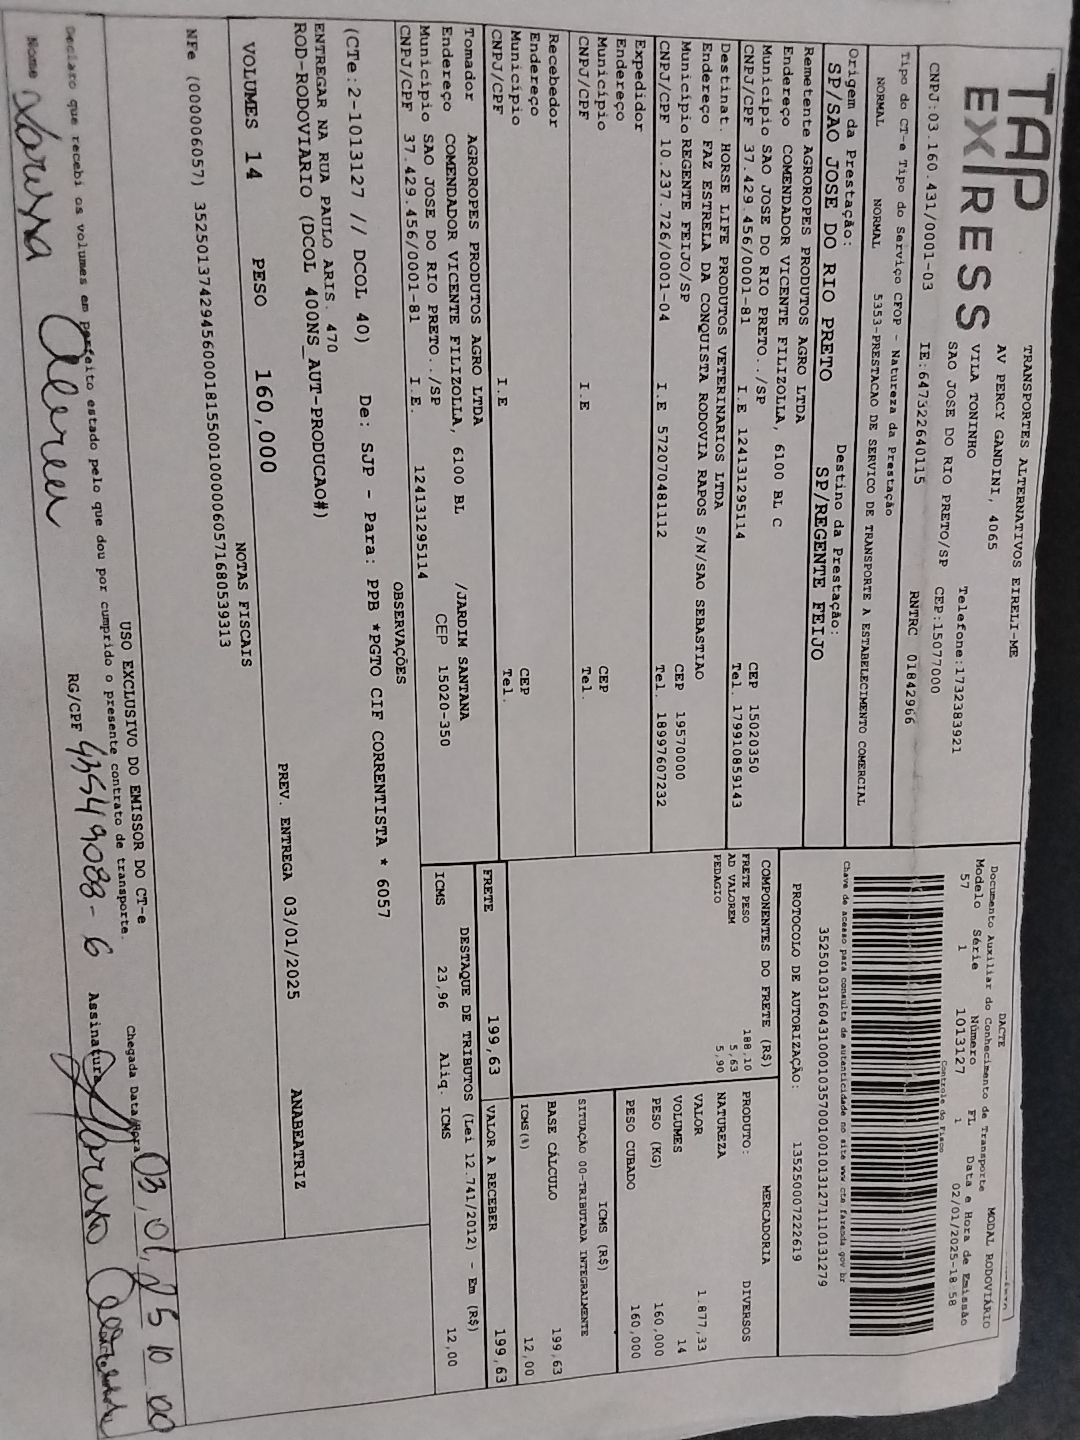 TAP EXPRESS
TRANSPORTES ALTERNATIVOS EIRELI-ME
AV PERCY GANDINI, 4065
VILA TONINHO
Telefone:1732383921
SAO JOSE DO RIO PRETO/SP CEP:15077000
CNPJ:03.160.431/0001-03 IE:647322640115 RNTRC 01842966
Tipo do CT-e Tipo do Serviço CFOP - Natureza da Prestação
NORMAL NORMAL 5353-PRESTACAO DE SERVICO DE TRANSPORTE A ESTABELECIMENTO COMERCIAL
Origem da Prestação: Destino da Prestação:
SP/SAO JOSE DO RIO PRETO SP/REGENTE FEIJO
Remetente AGROROPES PRODUTOS AGRO LTDA
Endereço COMENDADOR VICENTE FILIZOLLA, 6100 BL C
Município SAO JOSE DO RIO PRETO../SP CEP 15020350
CNPJ/CPF 37.429.456/0001-81 I.E 124131295114 Tel. 179910859143
Destinat. HORSE LIFE PRODUTOS VETERINARIOS LTDA
Endereço FAZ ESTRELA DA CONQUISTA RODOVIA RAPOS S/N/SAO SEBASTIAO
Município REGENTE FEIJO/SP CEP 19570000
CNPJ/CPF 10.237.726/0001-04 I.E 572070481112 Tel. 18997607232
Expedidor
Endereço
Município CEP
CNPJ/CPF I.E Tel.
Recebedor
Endereço
Município CEP
CNPJ/CPF I.E Tel.
Tomador AGROROPES PRODUTOS AGRO LTDA
Endereço COMENDADOR VICENTE FILIZOLLA, 6100 BL /JARDIM SANTANA
Município SAO JOSE DO RIO PRETO../SP CEP 15020-350
CNPJ/CPF 37.429.456/0001-81 I.E. 124131295114
DACTE
Documento Auxiliar do Conhecimento de Transporte MODAL RODOVIÁRIO
Modelo Série Número FL Data e Hora de Emissão
57 1 1013127 1 02/01/2025-18:58
Controle do Fisco
Chave de acesso para consulta de autenticidade no site www.cte.fazenda.gov.br
35250103160431000103570010010131271110131279
PROTOCOLO DE AUTORIZAÇÃO: 135250007222619
COMPONENTES DO FRETE (R$)
FRETE PESO 188,10
AD VALOREM 5,63
PEDAGIO 5,90
PRODUTO: MERCADORIA
NATUREZA DIVERSOS
VALOR 1.877,33
VOLUMES 14
PESO (KG) 160,000
PESO CUBADO 160,000
ICMS (R$)
SITUAÇÃO 00-TRIBUTADA INTEGRALMENTE
BASE CÁLCULO 199,63
ICMS(%) 12,00
FRETE 199,63 VALOR A RECEBER 199,63
DESTAQUE DE TRIBUTOS (Lei 12.741/2012) - Em (R$)
ICMS 23,96 Aliq. ICMS 12,00
OBSERVAÇÕES
(CTe:2-1013127 // DCOL 40) De: SJP - Para: PPB *PGTO CIF CORRENTISTA * 6057
ENTREGAR NA RUA PAULO ARIS. 470
ROD-RODOVIARIO (DCOL 400NS_AUT-PRODUCAO#)
PREV. ENTREGA 03/01/2025 ANABEATRIZ
VOLUMES 14 PESO 160,000
NOTAS FISCAIS
NFe (000006057) 35250137429456000181550010000060571680539313
USO EXCLUSIVO DO EMISSOR DO CT-e
Declaro que recebi os volumes em perfeito estado pelo que dou por cumprido o presente contrato de transporte.
Chegada Data/Hora 03,01,25 10 00
Nome RG/CPF Assinatura